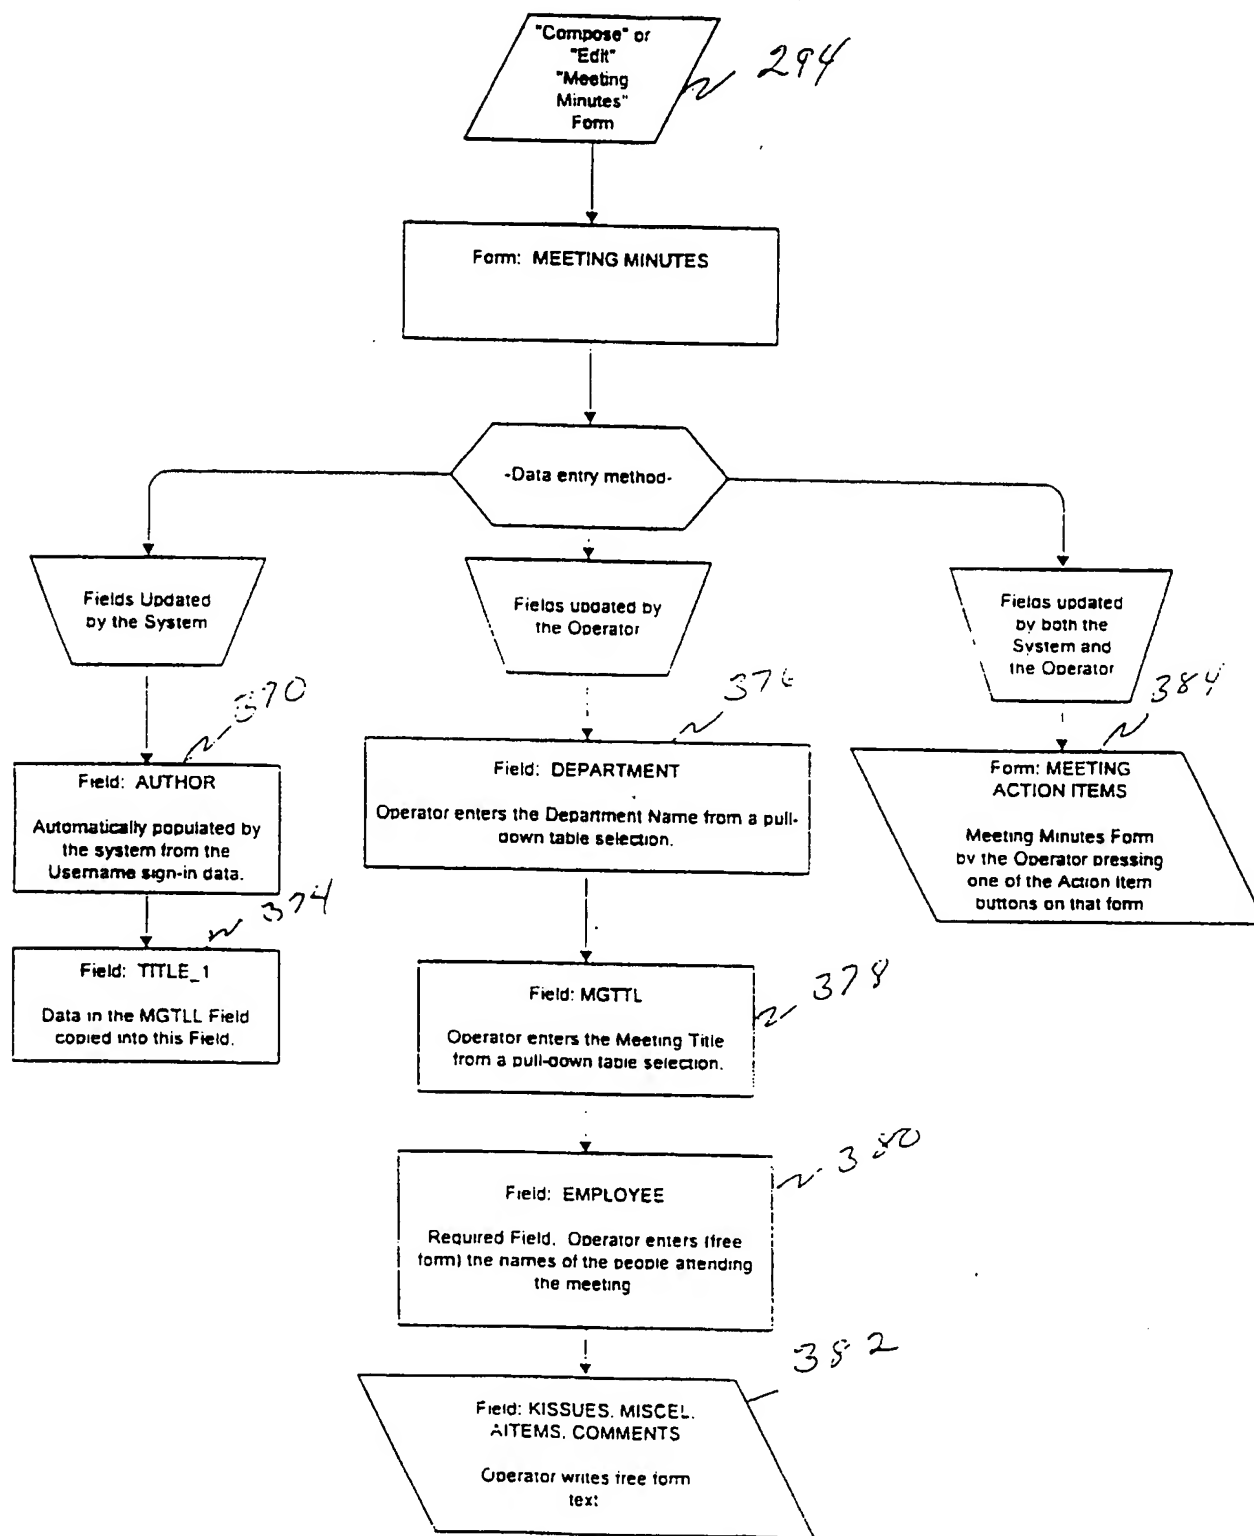 "Compose" or
"Edit"
"Meeting
Minutes"
Form
294
Form: MEETING MINUTES
-Data entry method-
Fields Updated
by the System
Fields updated by
the Operator
Fields updated
by both the
System and
the Operator
370
Field: AUTHOR
Automatically populated by
the system from the
Username sign-in data.
374
Field: TITLE_1
Data in the MGTLL Field
copied into this Field.
376
Field: DEPARTMENT
Operator enters the Department Name from a pull-
down table selection.
378
Field: MGTTL
Operator enters the Meeting Title
from a pull-down table selection.
380
Field: EMPLOYEE
Required Field. Operator enters (free
form) the names of the people attending
the meeting
382
Field: KISSUES, MISCEL,
AITEMS, COMMENTS
Operator writes free form
text
384
Form: MEETING
ACTION ITEMS
Meeting Minutes Form
by the Operator pressing
one of the Action Item
buttons on that form